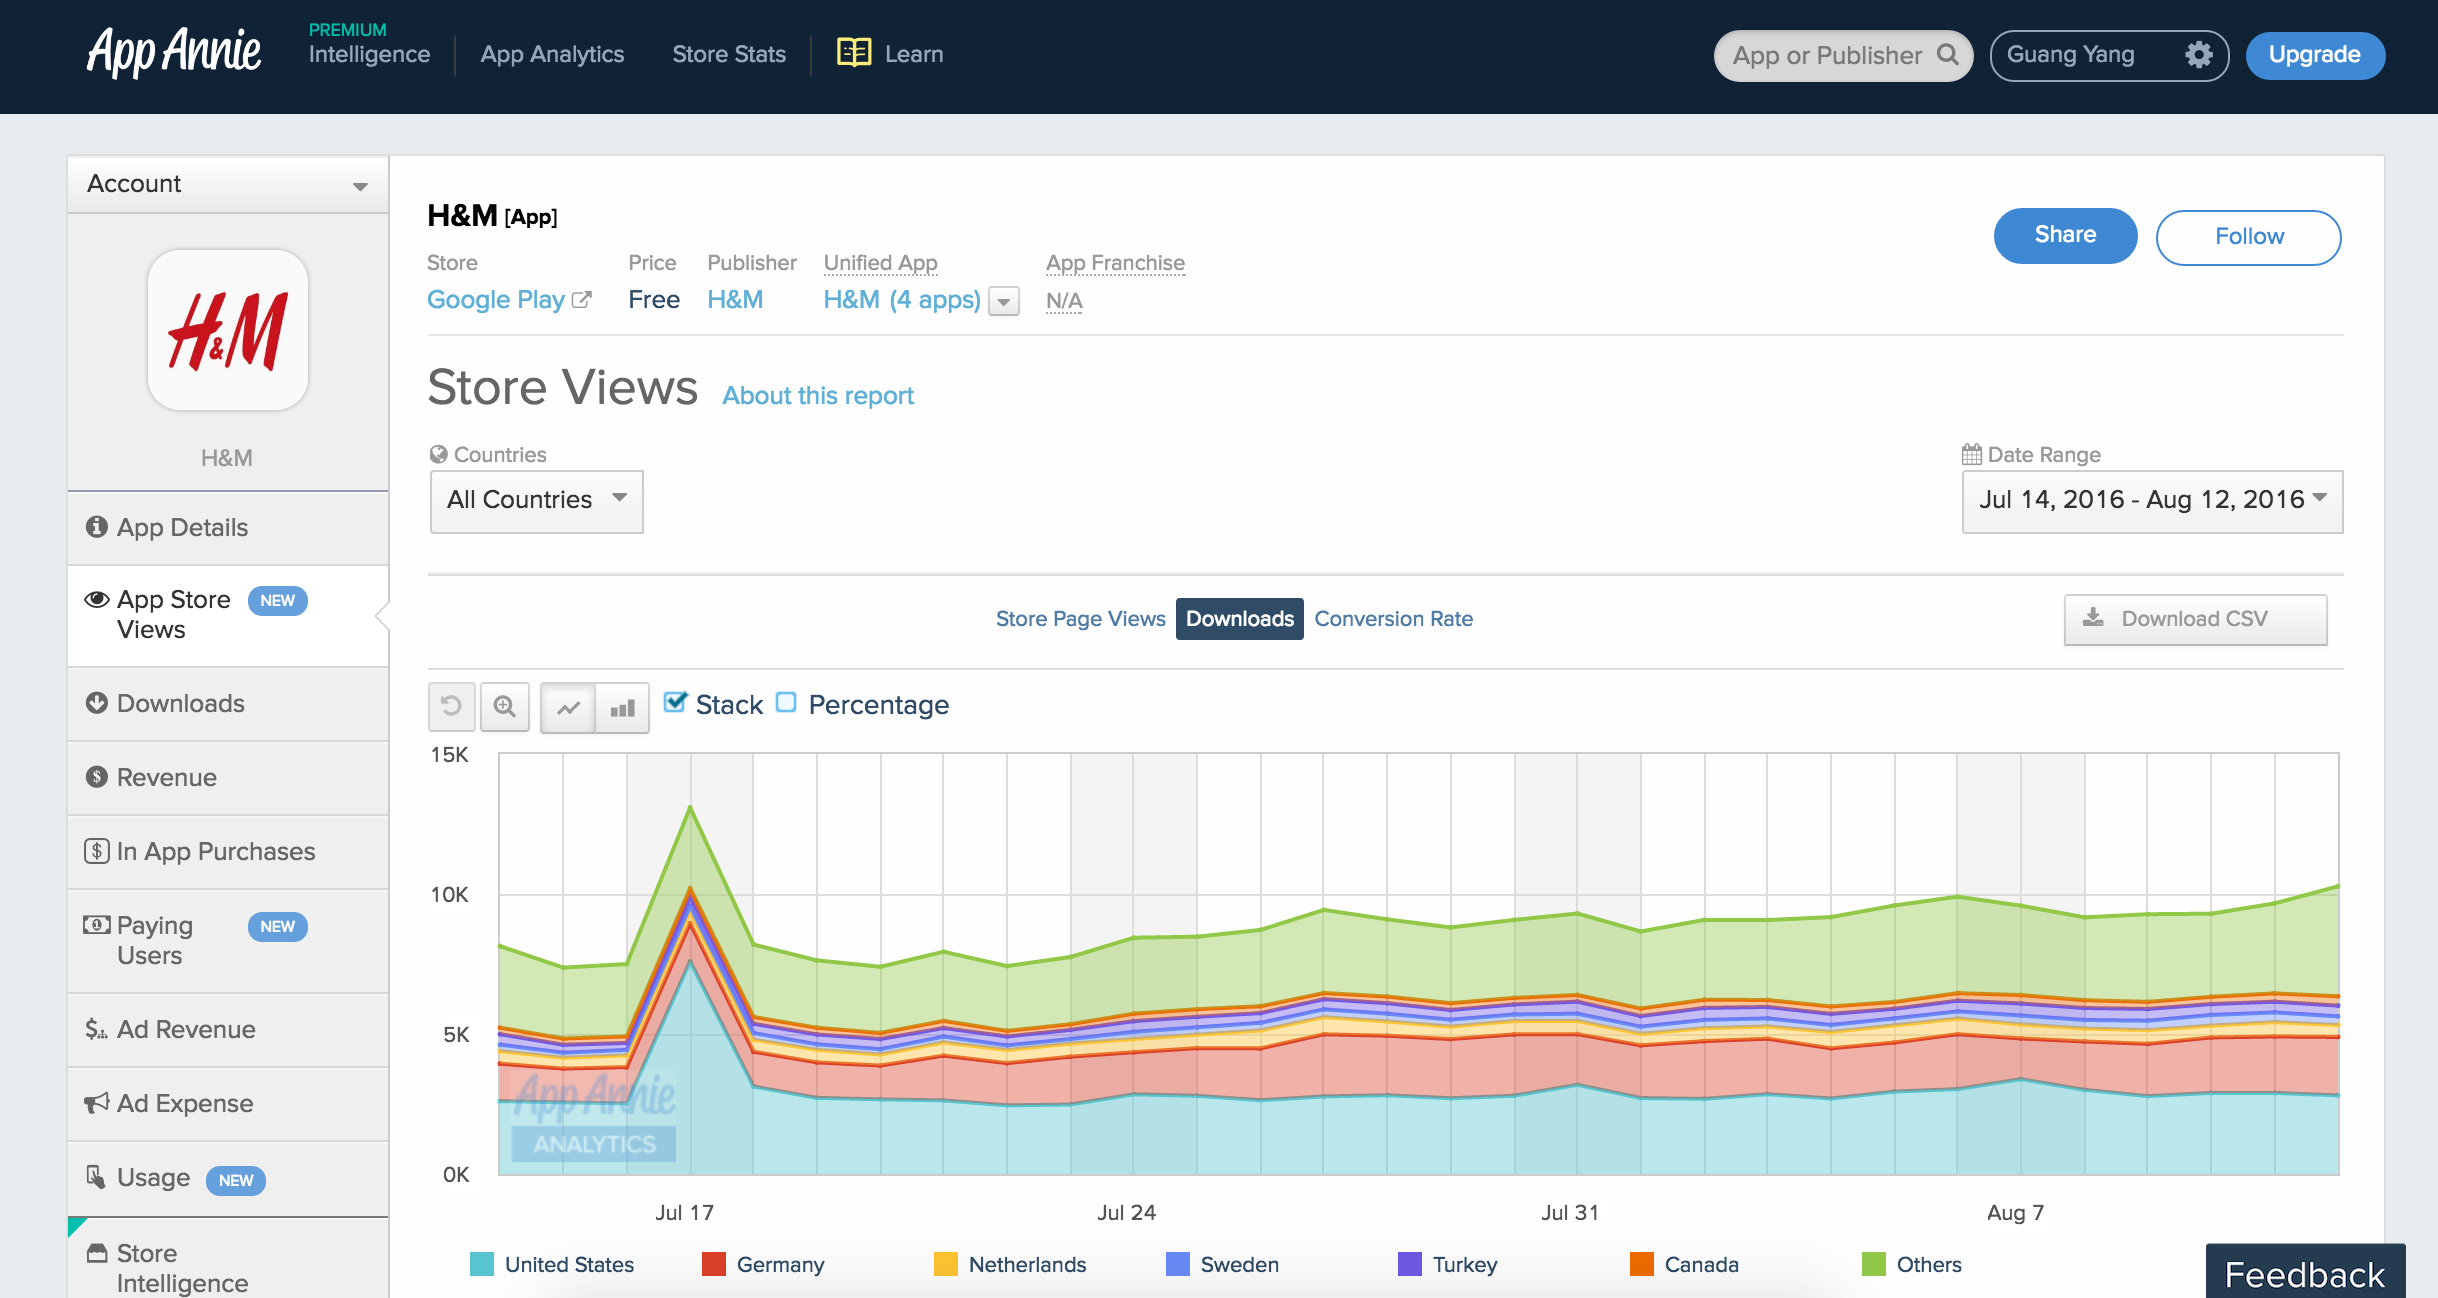 App Annie
PREMIUM
Intelligence
App Analytics
Store Stats
Learn
App or Publisher
Guang Yang
Upgrade
Account
H&M
H&M
App Details
App Store Views NEW
Downloads
Revenue
In App Purchases
Paying Users NEW
Ad Revenue
Ad Expense
Usage NEW
Store Intelligence
H&M [App]
Share
Follow
Store
Price
Publisher
Unified App
App Franchise
Google Play
Free
H&M
H&M (4 apps)
N/A
Store Views
About this report
Countries
All Countries
Date Range
Jul 14, 2016 - Aug 12, 2016
Store Page Views
Downloads
Conversion Rate
Download CSV
Stack
Percentage
15K
10K
5K
0K
App Annie
ANALYTICS
Jul 17
Jul 24
Jul 31
Aug 7
United States
Germany
Netherlands
Sweden
Turkey
Canada
Others
Feedback